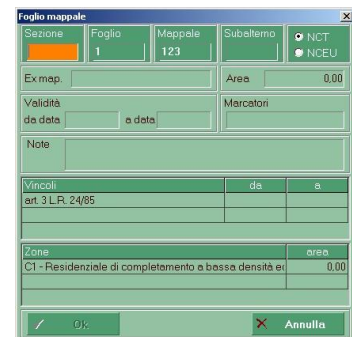 Foglio mappale
Sezione Foglio Mappale Subalterno NCT
1 123 NCEU
Ex map. Area 0,00
Validità Marcatori
da data a data
Note
Vincoli da a
art. 3 L.R. 24/85
Zone area
C1 - Residenziale di completamento a bassa densità 0.00
Ok Annulla